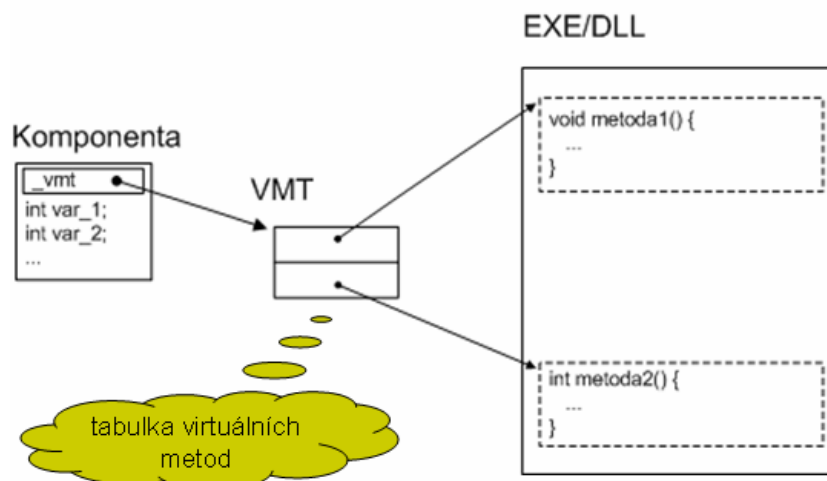 EXE/DLL
void metoda1() {
...
}
Komponenta
_vmt
int var_1;
int var_2;
...
VMT
int metoda2() {
...
}
tabulka virtuálních
metod